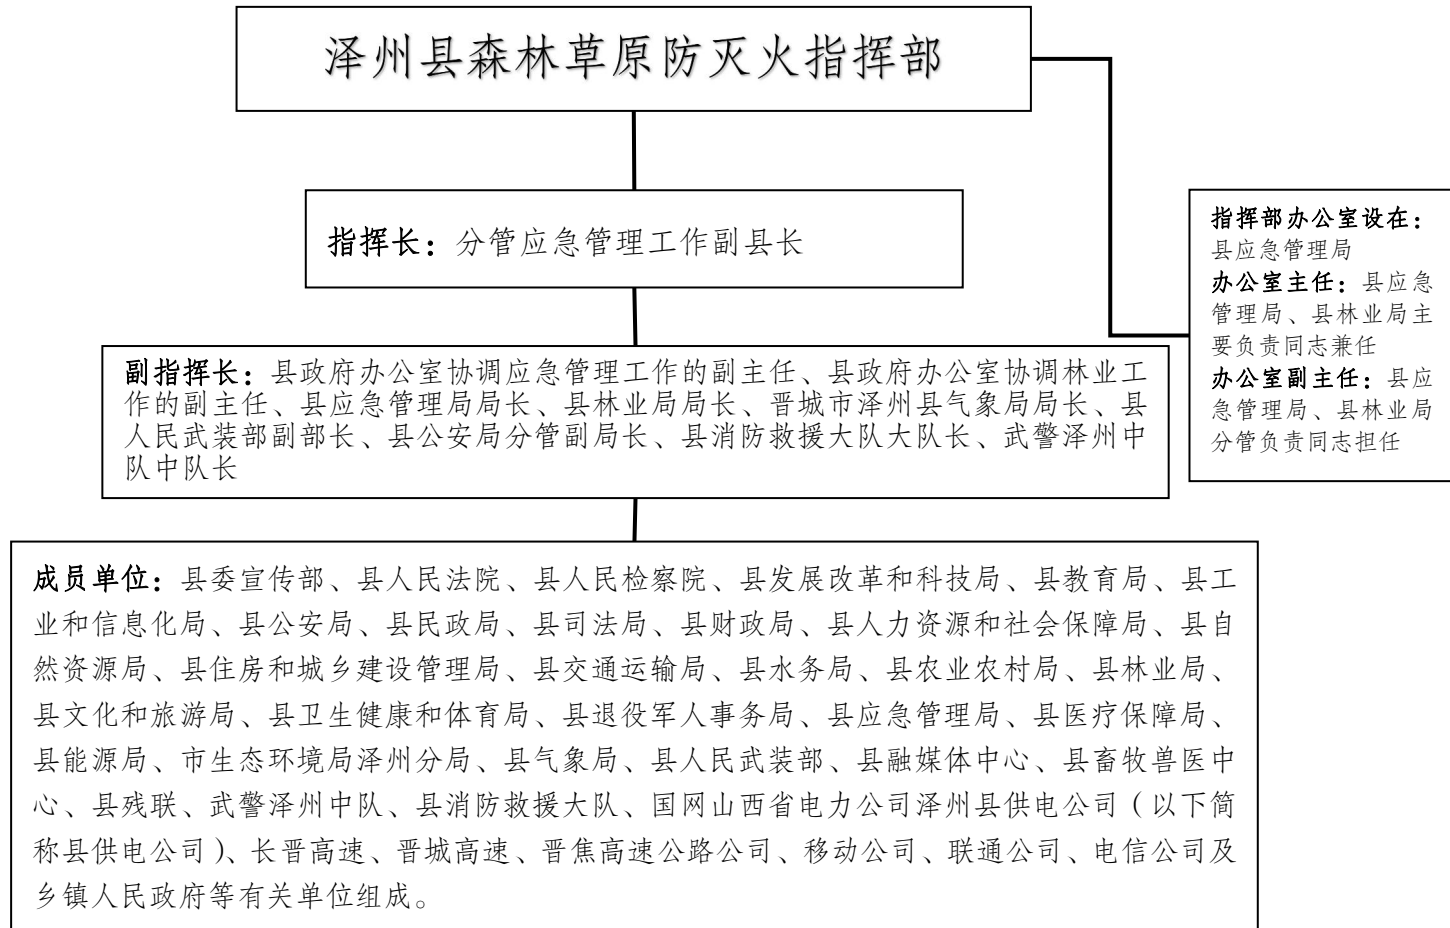 泽州县森林草原防灭火指挥部
指挥长：分管应急管理工作副县长
指挥部办公室设在：
县应急管理局
办公室主任：县应急
管理局、县林业局主
要负责同志兼任
办公室副主任：县应
急管理局、县林业局
分管负责同志担任
副指挥长：县政府办公室协调应急管理工作的副主任、县政府办公室协调林业工
作的副主任、县应急管理局局长、县林业局局长、晋城市泽州县气象局局长、县
人民武装部副部长、县公安局分管副局长、县消防救援大队大队长、武警泽州中
队中队长
成员单位：县委宣传部、县人民法院、县人民检察院、县发展改革和科技局、县教育局、县工
业和信息化局、县公安局、县民政局、县司法局、县财政局、县人力资源和社会保障局、县自
然资源局、县住房和城乡建设管理局、县交通运输局、县水务局、县农业农村局、县林业局、
县文化和旅游局、县卫生健康和体育局、县退役军人事务局、县应急管理局、县医疗保障局、
县能源局、市生态环境局泽州分局、县气象局、县人民武装部、县融媒体中心、县畜牧兽医中
心、县残联、武警泽州中队、县消防救援大队、国网山西省电力公司泽州县供电公司（以下简
称县供电公司）、长晋高速、晋城高速、晋焦高速公路公司、移动公司、联通公司、电信公司及
乡镇人民政府等有关单位组成。